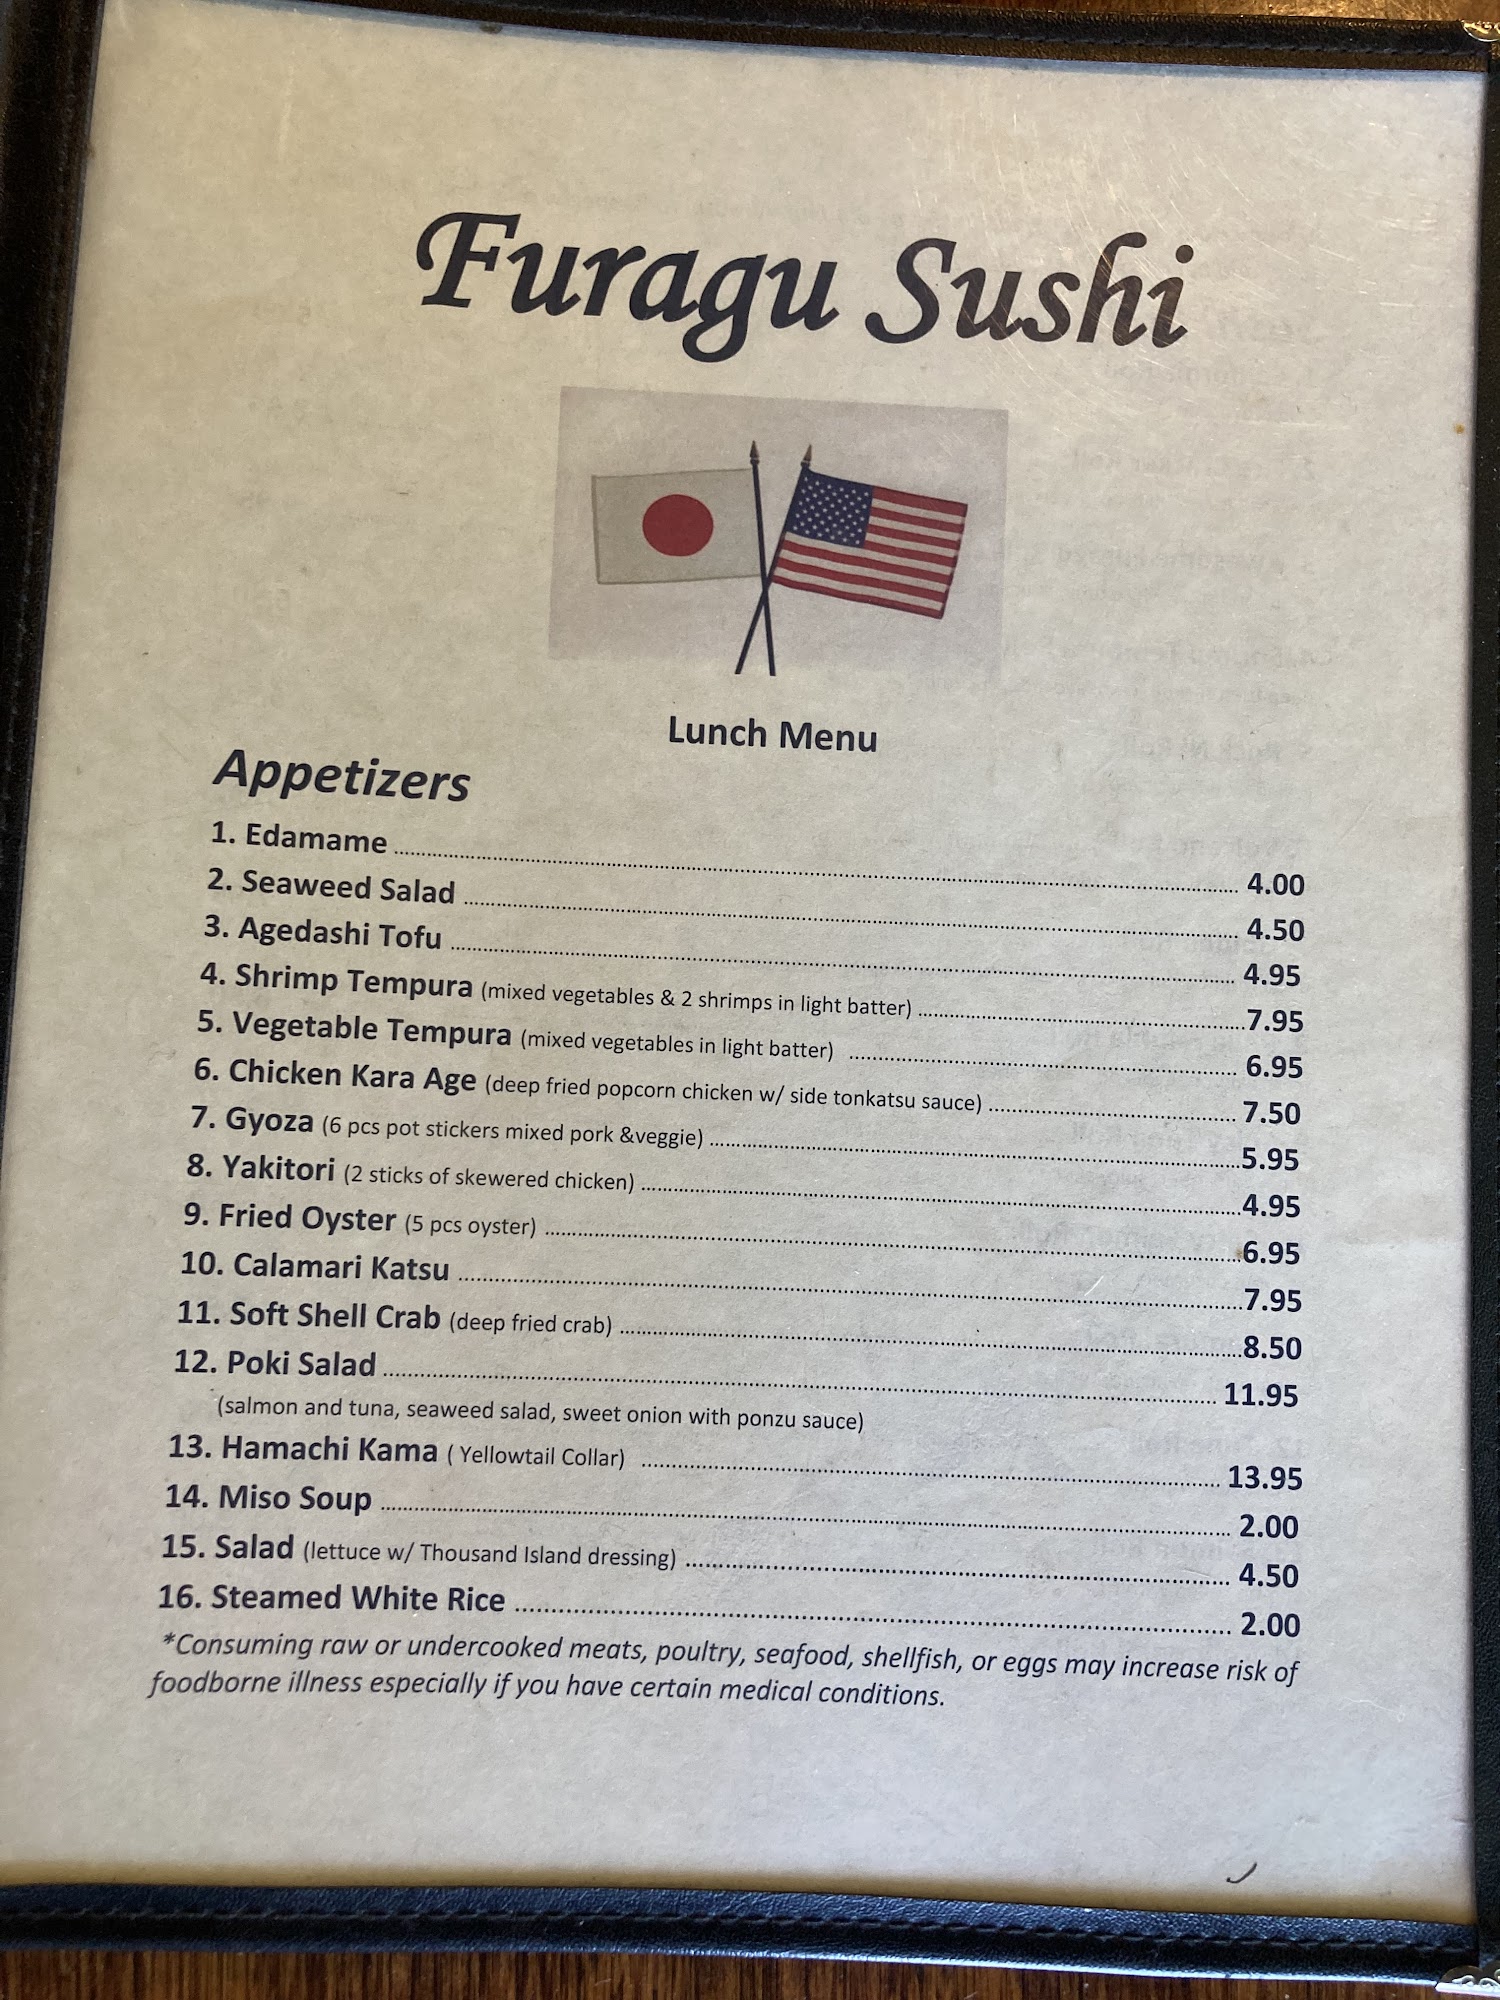 Furagu Sushi
Lunch Menu
Appetizers
1. Edamame 4.00
2. Seaweed Salad 4.50
3. Agedashi Tofu 4.95
4. Shrimp Tempura (mixed vegetables & 2 shrimps in light batter) 7.95
5. Vegetable Tempura (mixed vegetables in light batter) 6.95
6. Chicken Kara Age (deep fried popcorn chicken w/ side tonkatsu sauce) 7.50
7. Gyoza (6 pcs pot stickers mixed pork &veggie) 5.95
8. Yakitori (2 sticks of skewered chicken) 4.95
9. Fried Oyster (5 pcs oyster) 6.95
10. Calamari Katsu 7.95
11. Soft Shell Crab (deep fried crab) 8.50
12. Poki Salad 11.95
(salmon and tuna, seaweed salad, sweet onion with ponzu sauce)
13. Hamachi Kama ( Yellowtail Collar) 13.95
14. Miso Soup 2.00
15. Salad (lettuce w/ Thousand Island dressing) 4.50
16. Steamed White Rice 2.00
*Consuming raw or undercooked meats, poultry, seafood, shellfish, or eggs may increase risk of
foodborne illness especially if you have certain medical conditions.